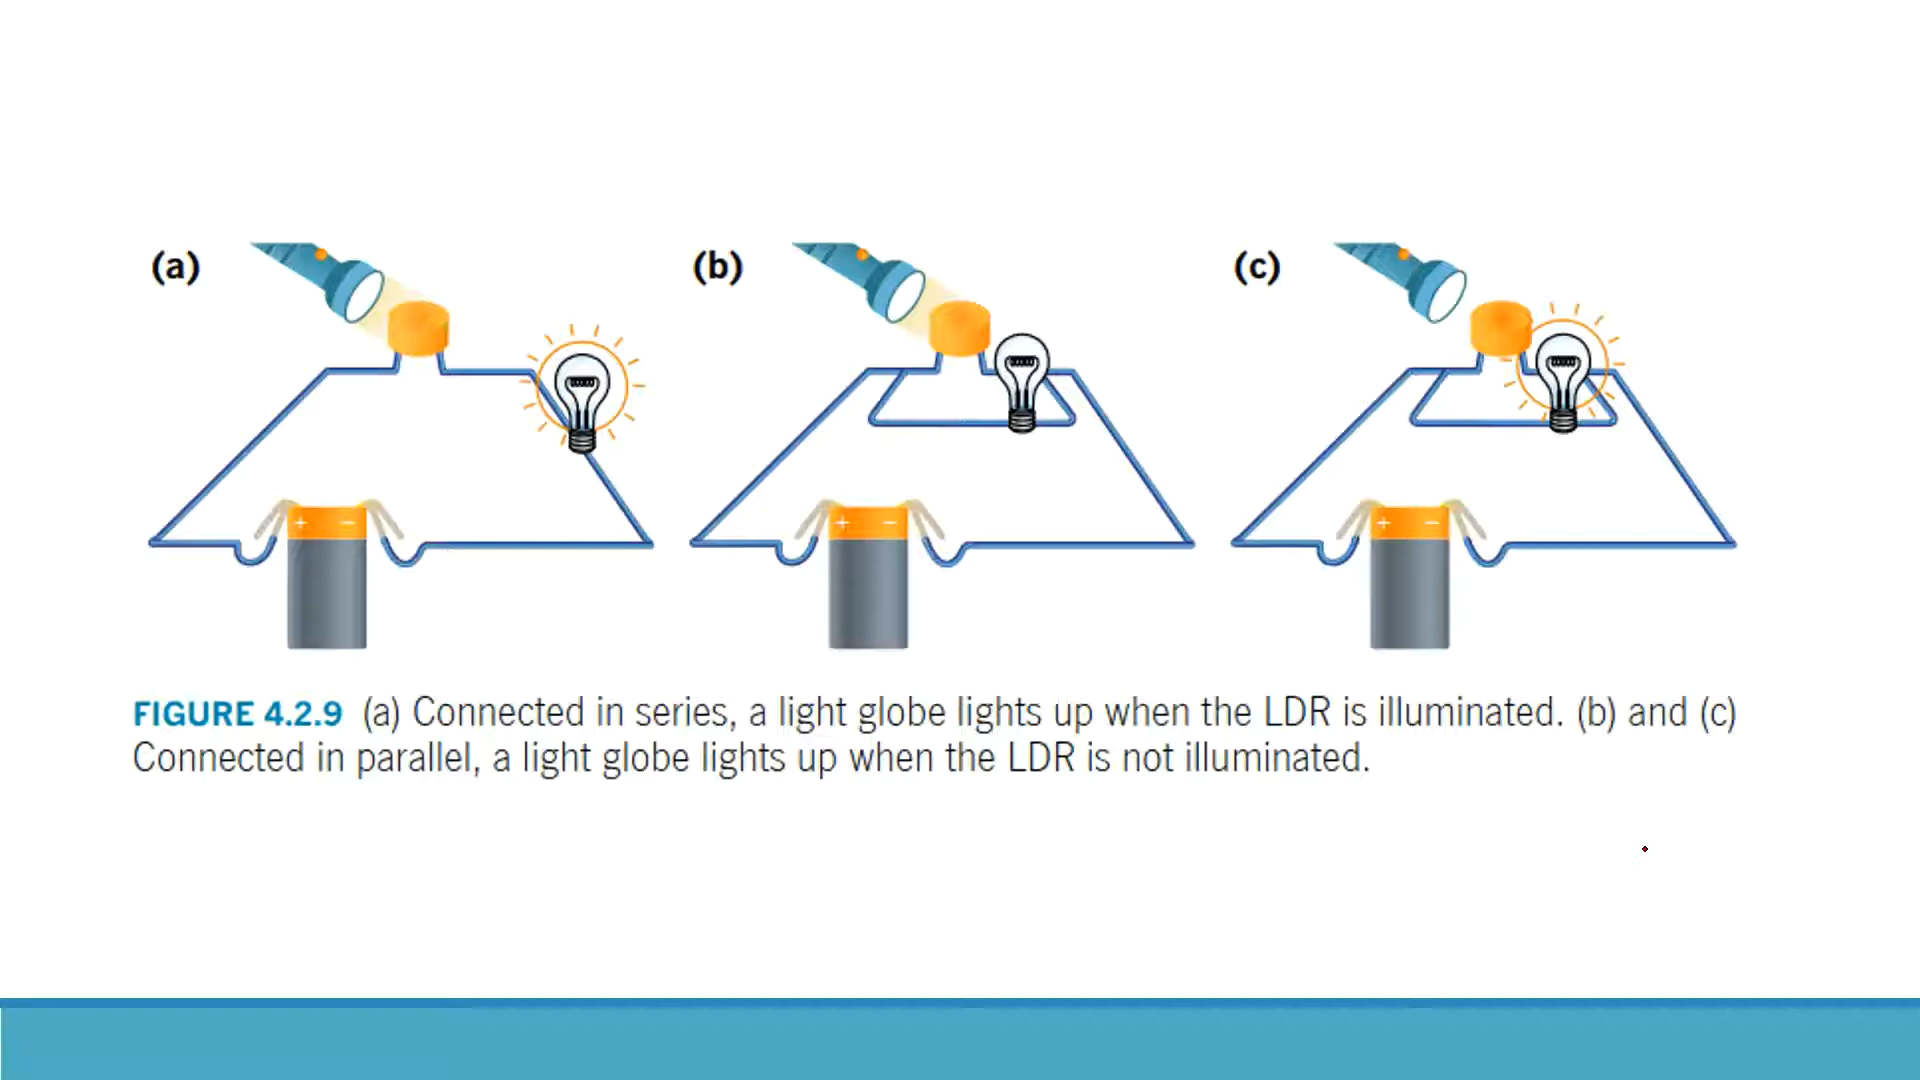 (a) (b) (c)
+ − + − + −
FIGURE 4.2.9 (a) Connected in series, a light globe lights up when the LDR is illuminated. (b) and (c)
Connected in parallel, a light globe lights up when the LDR is not illuminated.